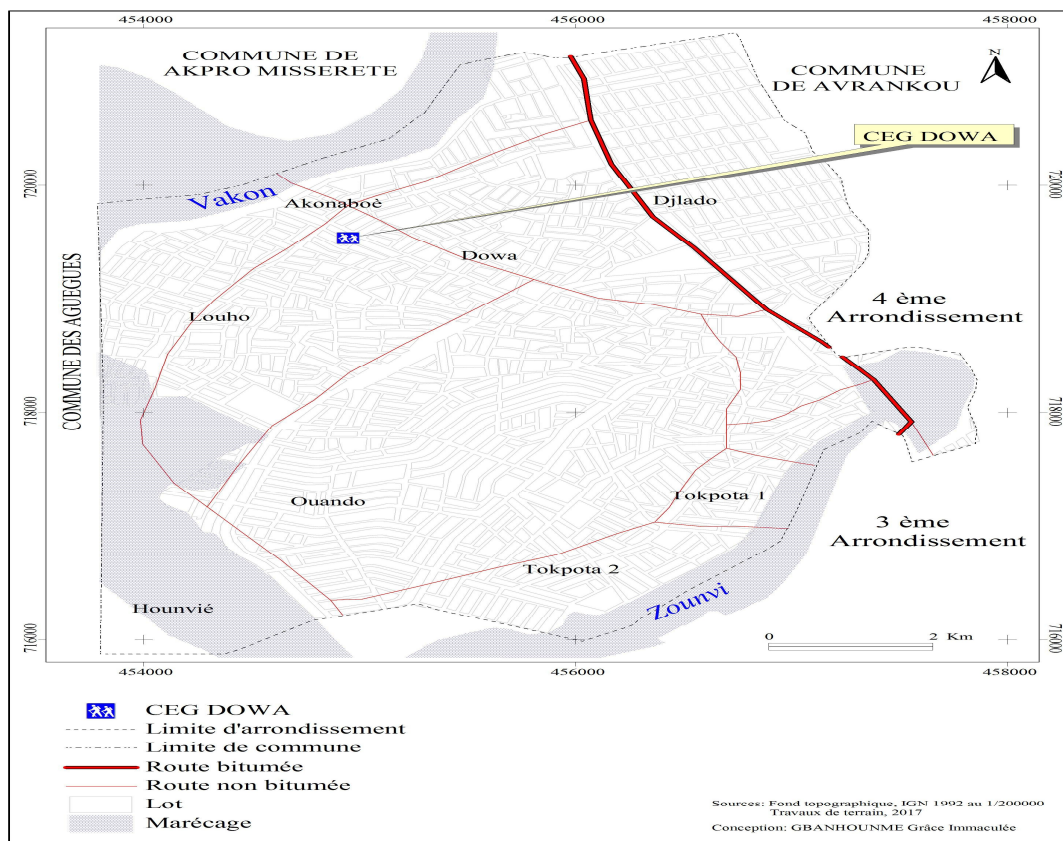 454000
456000
458000
COMMUNE DE
AKPRO MISSERETE
COMMUNE
DE AVRANKOU
N
CEG DOWA
720000
720000
Vakon
Akonaboè
Djlado
Dowa
COMMUNE DES AGUEGUES
Louho
4 ème
Arrondissement
718000
718000
Ouando
Tokpota 1
3 ème
Arrondissement
Tokpota 2
Zounvi
Hounvié
716000
716000
0 2 Km
454000
456000
458000
CEG DOWA
Limite d'arrondissement
Limite de commune
Route bitumée
Route non bitumée
Lot
Marécage
Sources: Fond topographique, IGN 1992 au 1/200000
Travaux de terrain, 2017
Conception: GBANHOUNME Grâce Immaculée